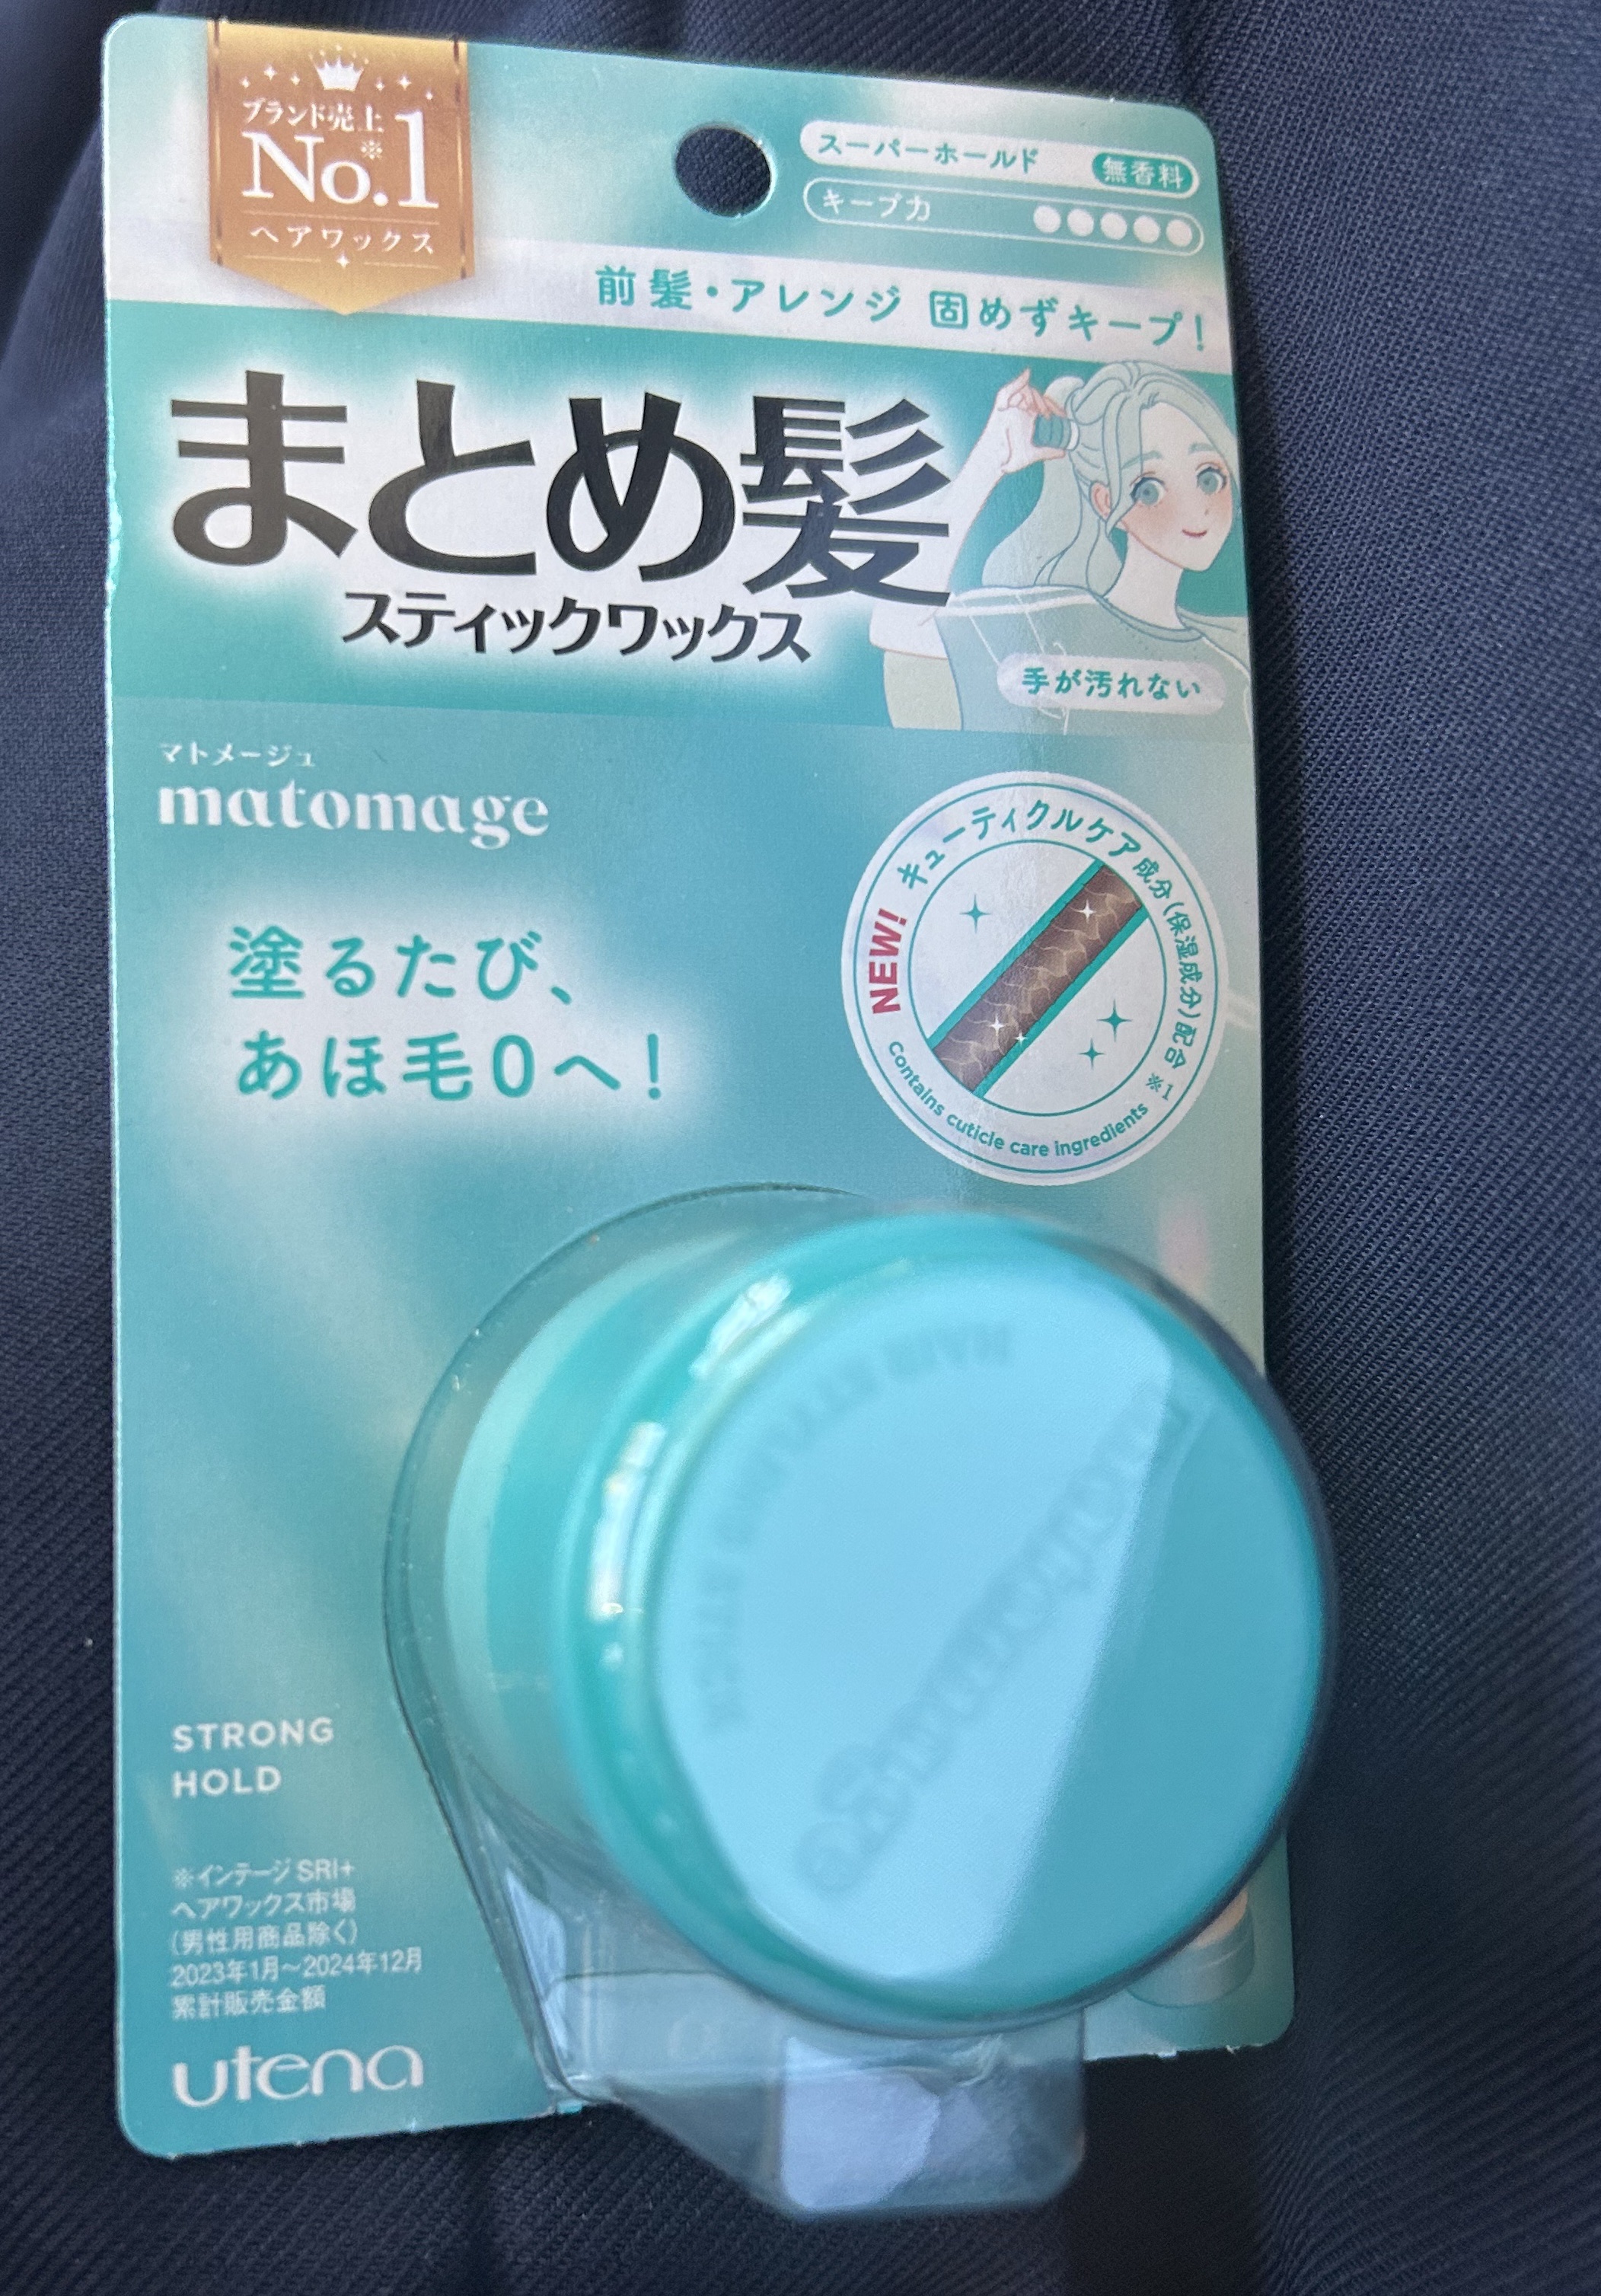 ブランド売上
No.1※
ヘアワックス
スーパーホールド 無香料
キープ力 ●●●●●
前髪・アレンジ 固めずキープ!
まとめ髪
スティックワックス
手が汚れない
マトメージュ
matomage
塗るたび、
あほ毛0へ!
NEW! キューティクルケア成分(保湿成分)配合 ※1
Contains cuticle care ingredients
HAIR STYLING STICK
matomage
STRONG
HOLD
※インテージSRI+
ヘアワックス市場
(男性用商品除く)
2023年1月~2024年12月
累計販売金額
utena